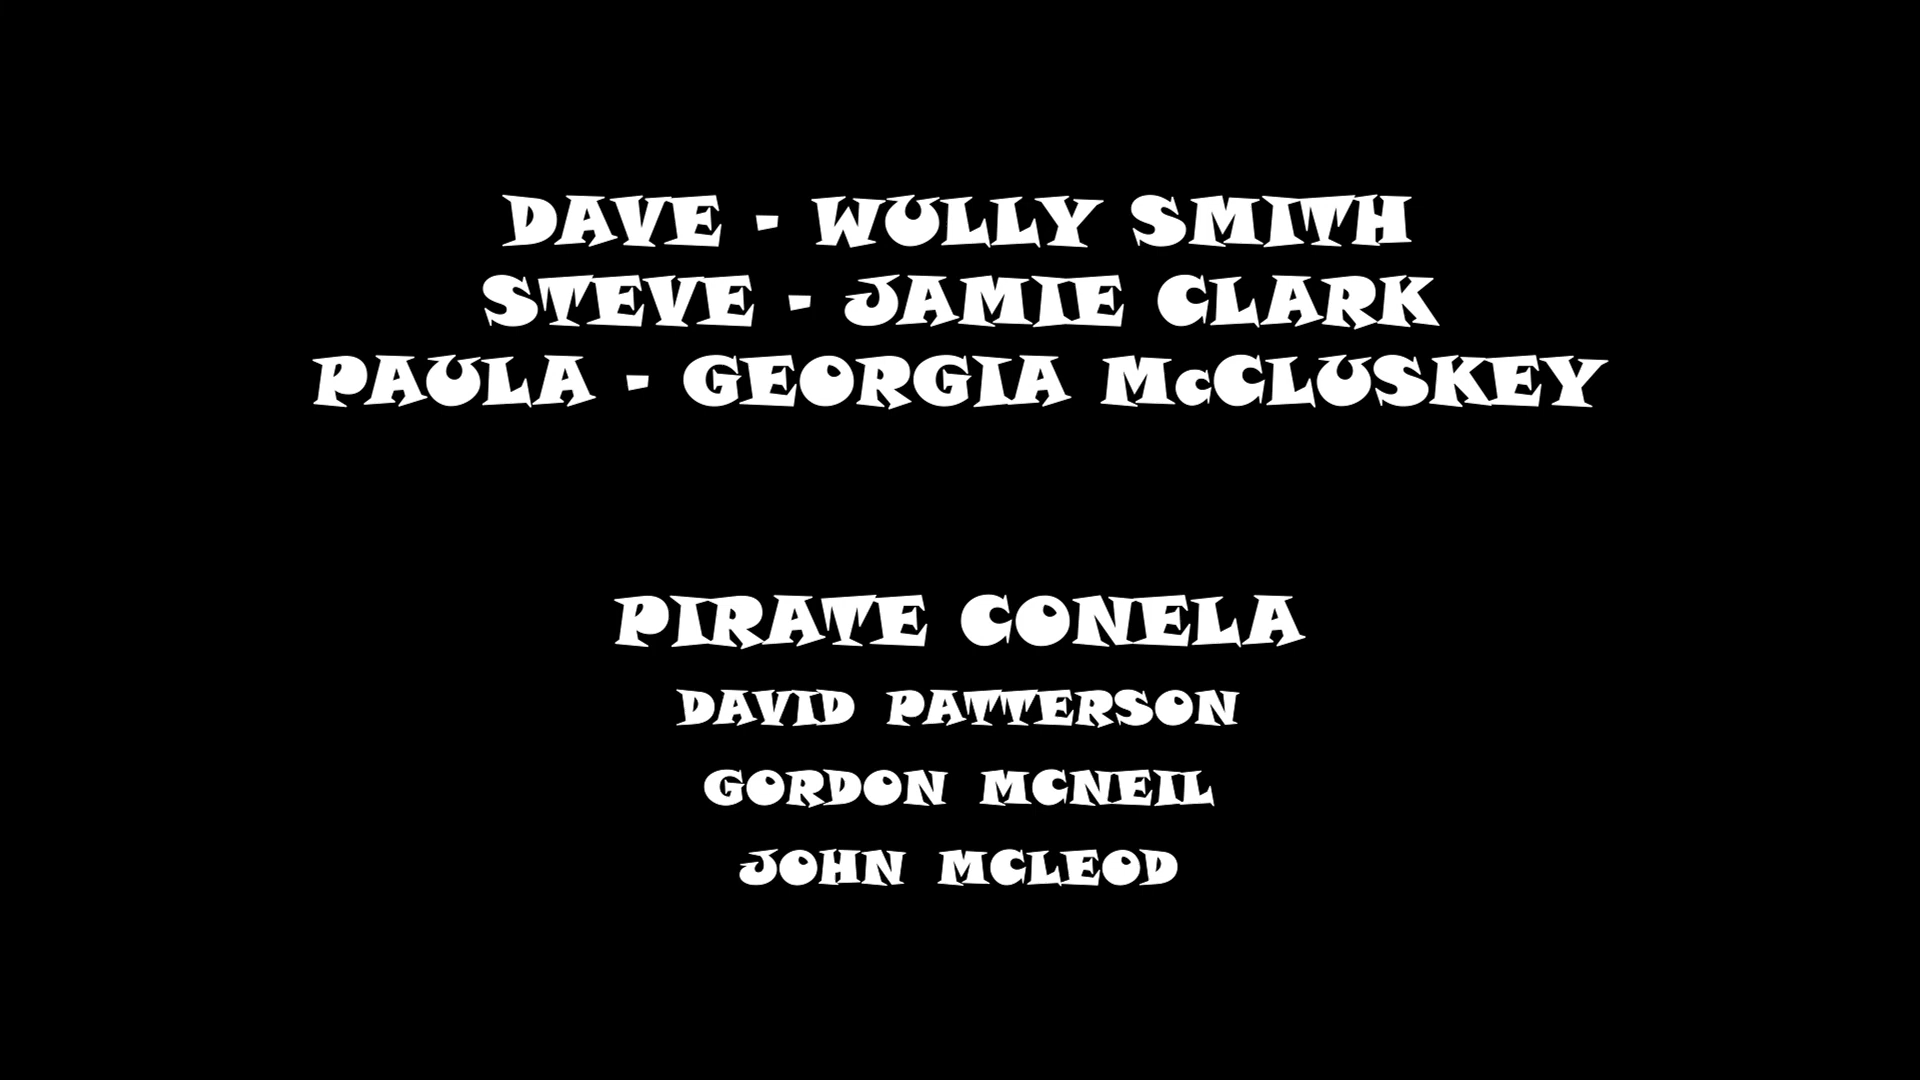 DAVE - WULLY SMITH
STEVE - JAMIE CLARK
PAULA - GEORGIA McCLUSKEY
PIRATE CONELA
DAVID PATTERSON
GORDON MCNEIL
JOHN MCLEOD